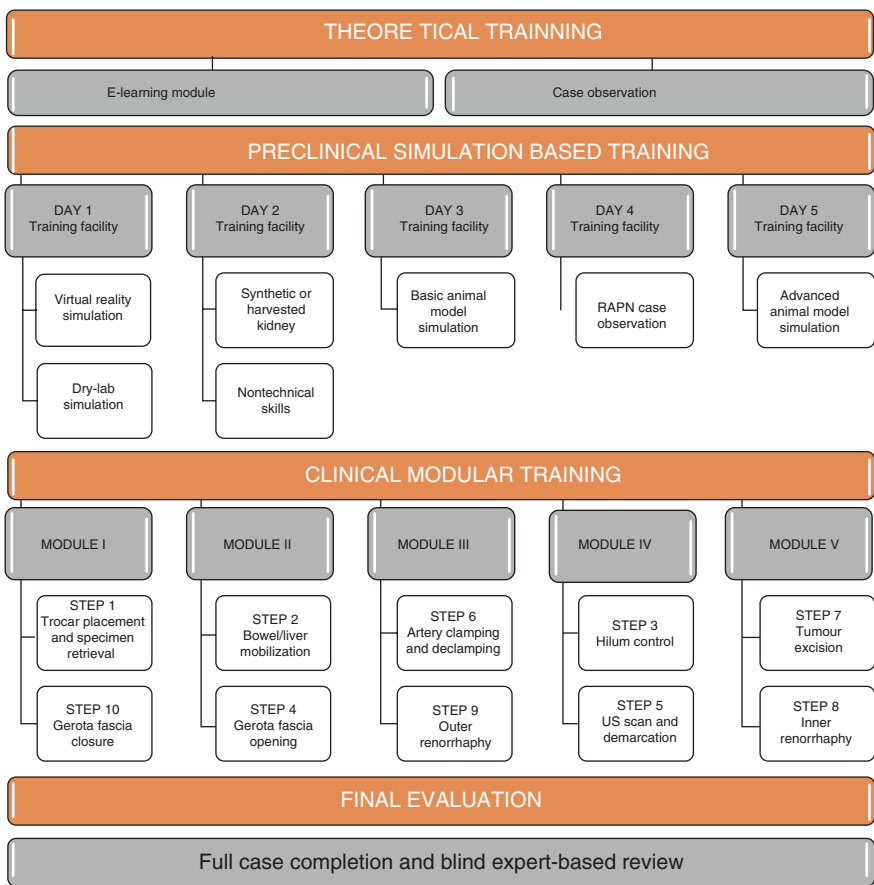 THEORE TICAL TRAINNING
E-learning module
Case observation
PRECLINICAL SIMULATION BASED TRAINING
DAY 1
Training facility
DAY 2
Training facility
DAY 3
Training facility
DAY 4
Training facility
DAY 5
Training facility
Virtual reality
simulation
Synthetic or
harvested
kidney
Basic animal
model
simulation
RAPN case
observation
Advanced
animal model
simulation
Dry-lab
simulation
Nontechnical
skills
CLINICAL MODULAR TRAINING
MODULE I
MODULE II
MODULE III
MODULE IV
MODULE V
STEP 1
Trocar placement
and specimen
retrieval
STEP 2
Bowel/liver
mobilization
STEP 6
Artery clamping
and declamping
STEP 3
Hilum control
STEP 7
Tumour
excision
STEP 10
Gerota fascia
closure
STEP 4
Gerota fascia
opening
STEP 9
Outer
renorrhaphy
STEP 5
US scan and
demarcation
STEP 8
Inner
renorrhaphy
FINAL EVALUATION
Full case completion and blind expert-based review